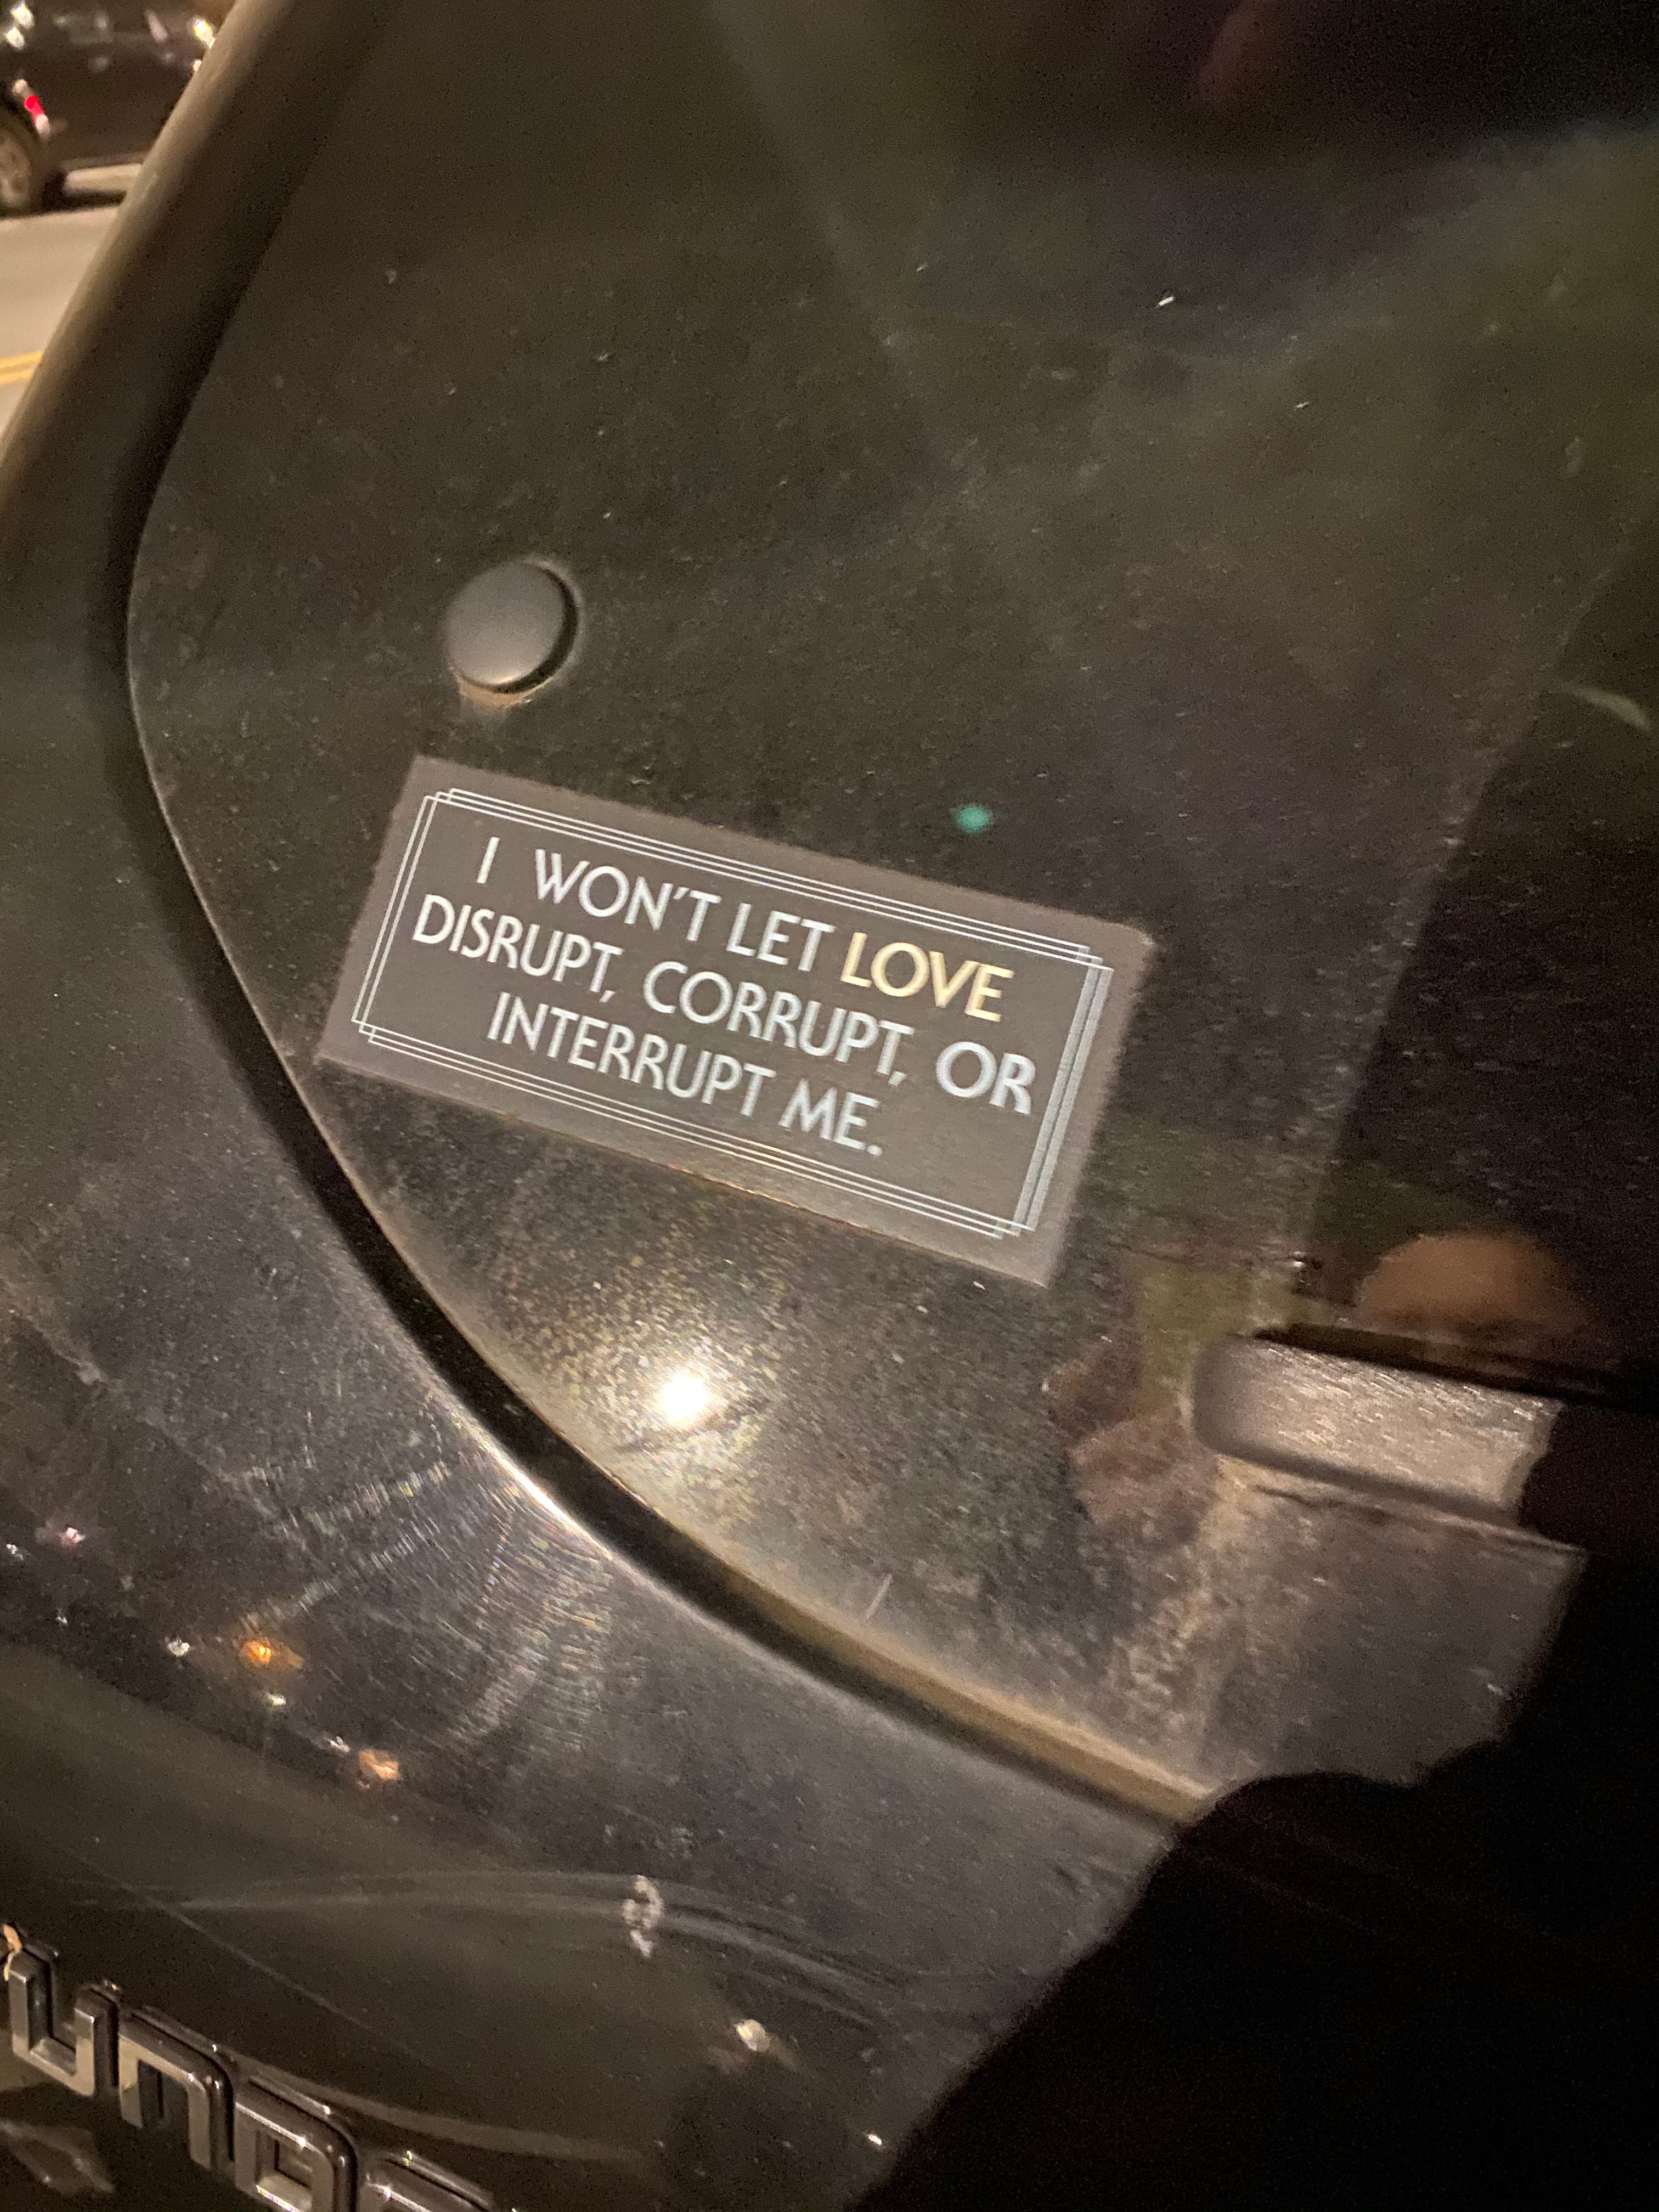 I WON'T LET LOVE
DISRUPT, CORRUPT, OR
INTERRUPT ME.